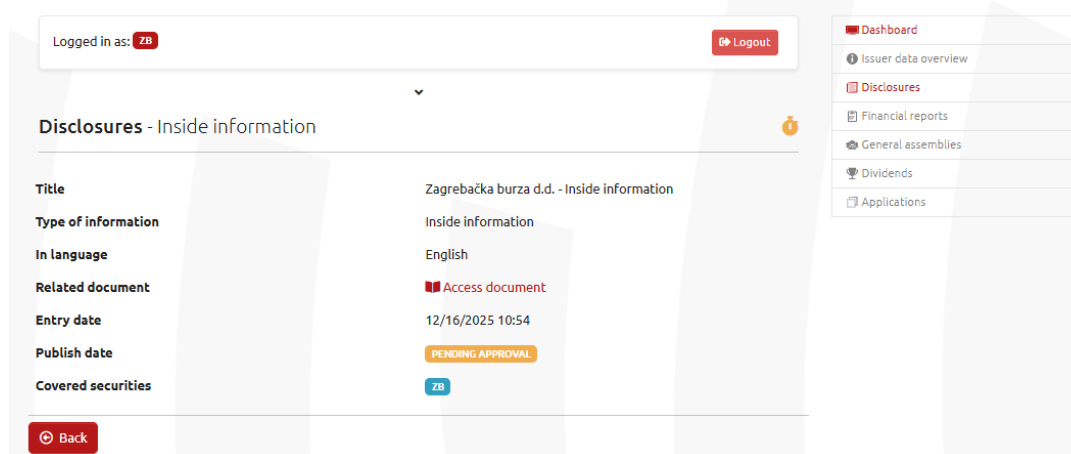 Logged in as: ZB
Logout
Disclosures - Inside information
Title Zagrebačka burza d.d. - Inside information
Type of information Inside information
In language English
Related document Access document
Entry date 12/16/2025 10:54
Publish date PENDING APPROVAL
Covered securities ZB
Back
Dashboard
Issuer data overview
Disclosures
Financial reports
General assemblies
Dividends
Applications